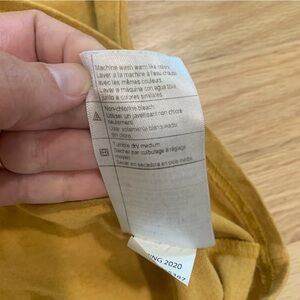 Machine wash warm like colors.
Laver à la machine à l'eau chaude
avec les mêmes couleurs.
Lavar a máquina con agua tibia
junto a colores similares.
Non-chlorine bleach.
Utiliser un javellisant non chloré
seulement.
Usar solamente blanqueador
sin cloro.
Tumble dry medium.
Sécher par culbutage à réglage
moyen.
Secar en secadora en ciclo medio.
NG 2020